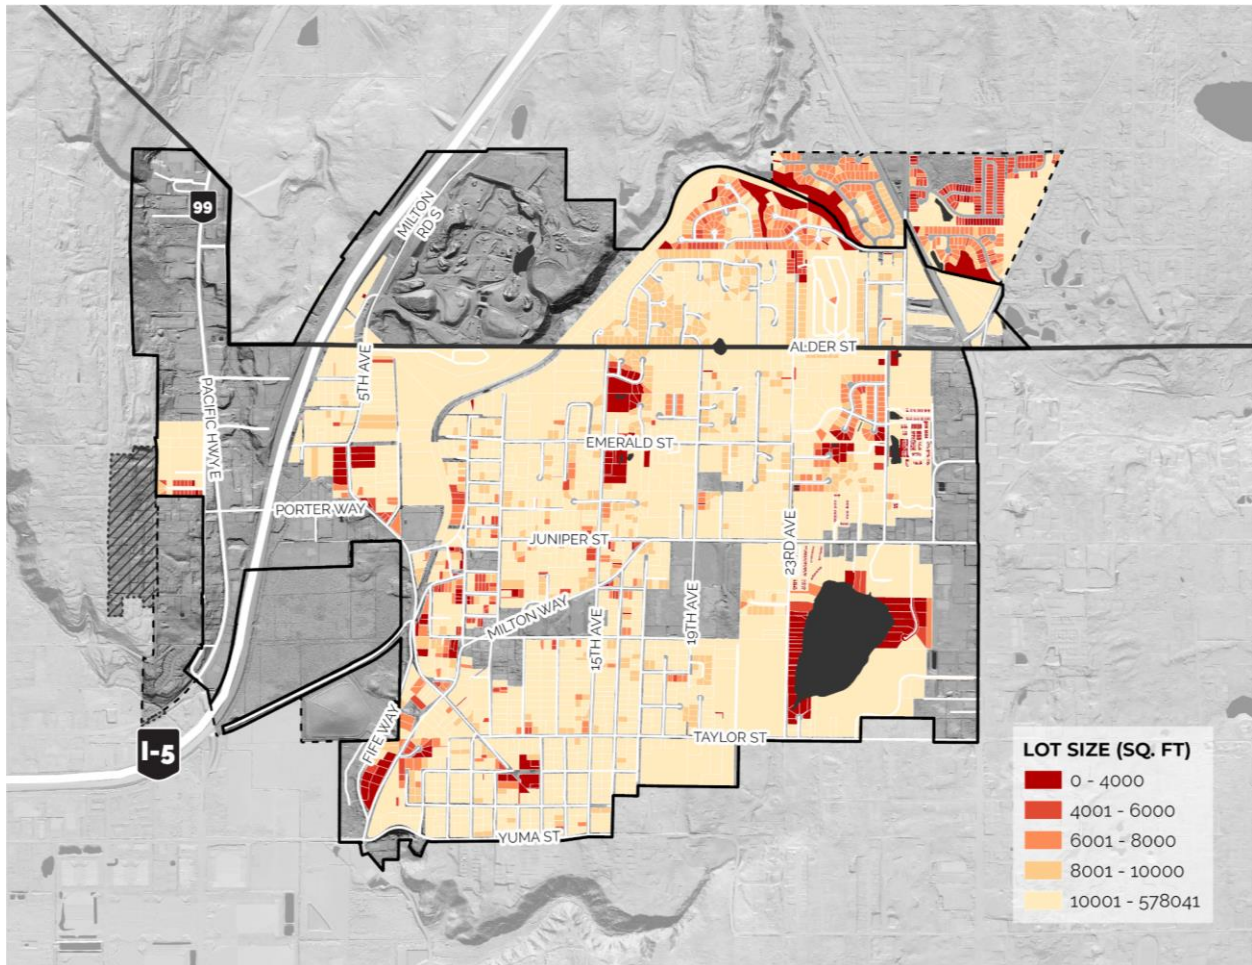 99
MILTON
RD S
5TH AVE
ALDER ST
PACIFIC HWY E
EMERALD ST
PORTER WAY
JUNIPER ST
23RD AVE
MILTON WAY
15TH AVE
19TH AVE
FIFE WAY
TAYLOR ST
I-5
YUMA ST
LOT SIZE (SQ. FT)
0 - 4000
4001 - 6000
6001 - 8000
8001 - 10000
10001 - 578041